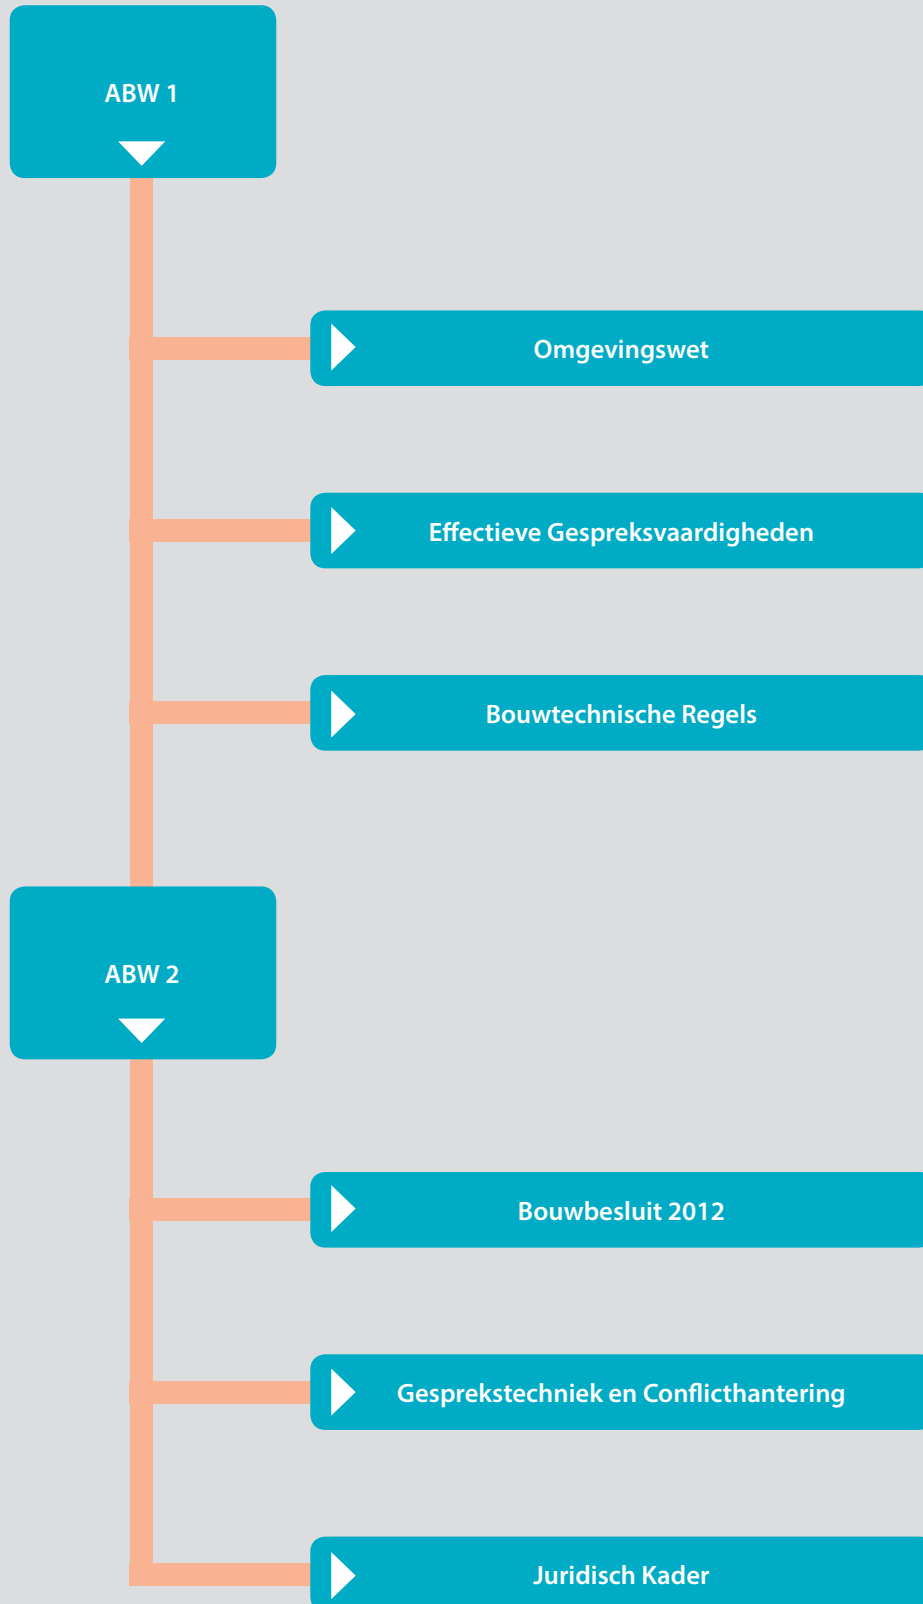 ABW 1
Omgevingswet
Effectieve Gespreksvaardigheden
Bouwtechnische Regels
ABW 2
Bouwbesluit 2012
Gesprekstechniek en Conflicthantering
Juridisch Kader